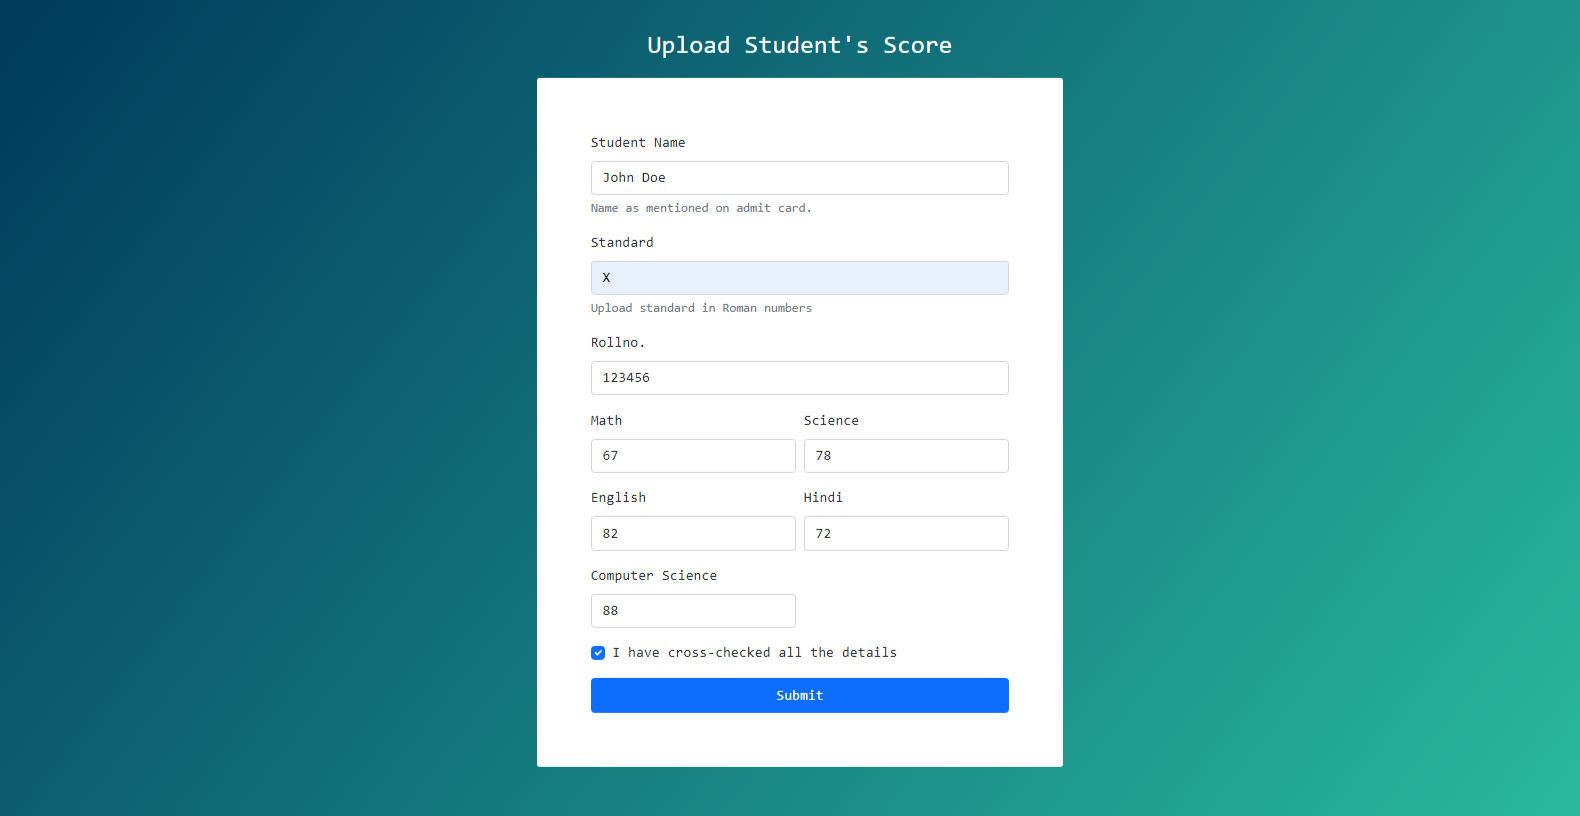 Upload Student's Score
Student Name
John Doe
Name as mentioned on admit card.
Standard
X
Upload standard in Roman numbers
Rollno.
123456
Math Science
67 78
English Hindi
82 72
Computer Science
88
I have cross-checked all the details
Submit